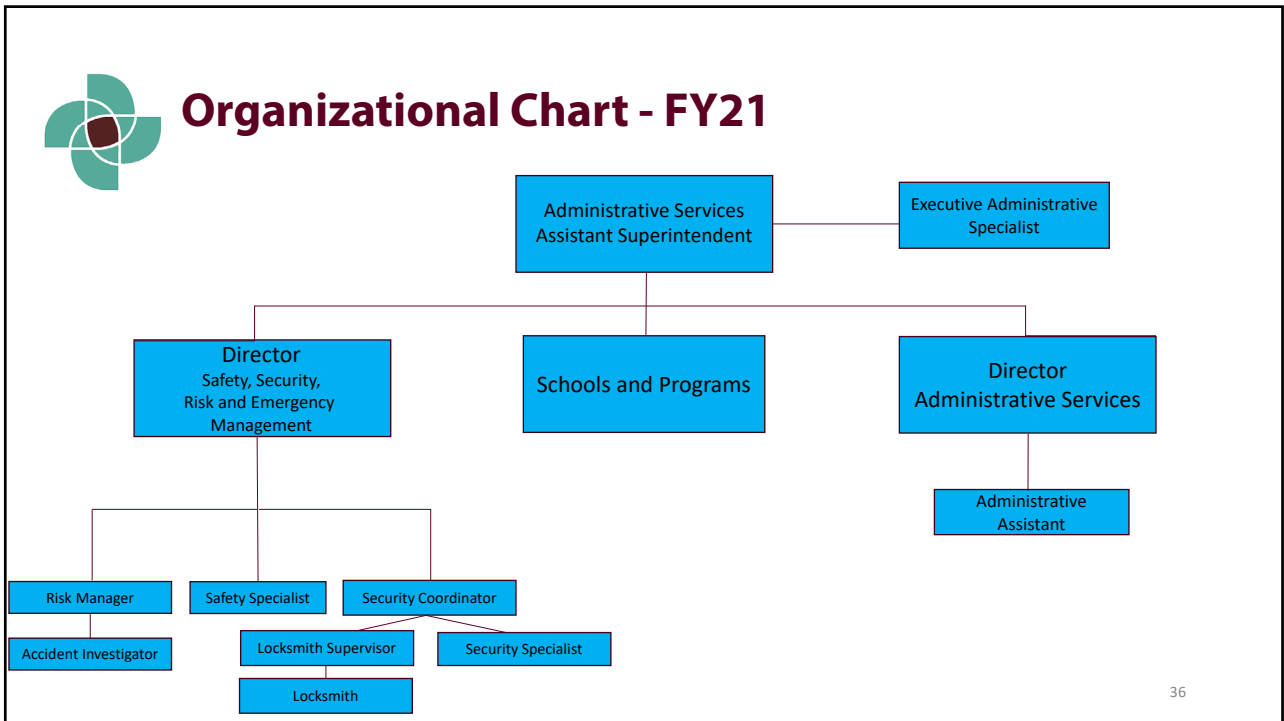 Organizational Chart - FY21
Administrative Services
Assistant Superintendent
Executive Administrative
Specialist
Director
Safety, Security,
Risk and Emergency
Management
Schools and Programs
Director
Administrative Services
Administrative
Assistant
Risk Manager
Safety Specialist
Security Coordinator
Accident Investigator
Locksmith Supervisor
Security Specialist
Locksmith
36